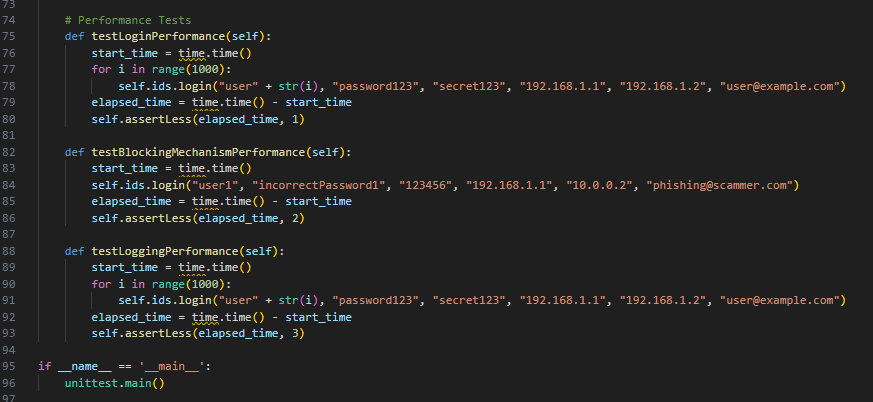 73
74     # Performance Tests
75     def testLoginPerformance(self):
76         start_time = time.time()
77         for i in range(1000):
78             self.ids.login("user" + str(i), "password123", "secret123", "192.168.1.1", "192.168.1.2", "user@example.com")
79         elapsed_time = time.time() - start_time
80         self.assertLess(elapsed_time, 1)
81
82     def testBlockingMechanismPerformance(self):
83         start_time = time.time()
84         self.ids.login("user1", "incorrectPassword1", "123456", "192.168.1.1", "10.0.0.2", "phishing@scammer.com")
85         elapsed_time = time.time() - start_time
86         self.assertLess(elapsed_time, 2)
87
88     def testLoggingPerformance(self):
89         start_time = time.time()
90         for i in range(1000):
91             self.ids.login("user" + str(i), "password123", "secret123", "192.168.1.1", "192.168.1.2", "user@example.com")
92         elapsed_time = time.time() - start_time
93         self.assertLess(elapsed_time, 3)
94
95 if __name__ == '__main__':
96     unittest.main()
97